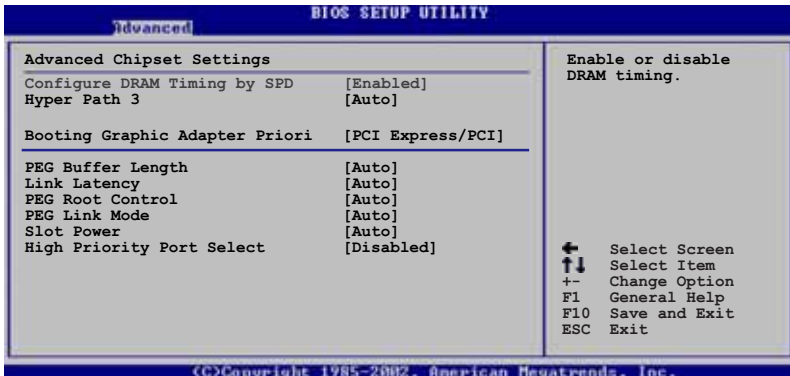 BIOS SETUP UTILITY
Advanced
Advanced Chipset Settings
Configure DRAM Timing by SPD [Enabled]
Hyper Path 3 [Auto]
Booting Graphic Adapter Priori [PCI Express/PCI]
PEG Buffer Length [Auto]
Link Latency [Auto]
PEG Root Control [Auto]
PEG Link Mode [Auto]
Slot Power [Auto]
High Priority Port Select [Disabled]
Enable or disable
DRAM timing.
← Select Screen
↑↓ Select Item
+- Change Option
F1 General Help
F10 Save and Exit
ESC Exit
(C)Copyright 1985-2002, American Megatrends, Inc.